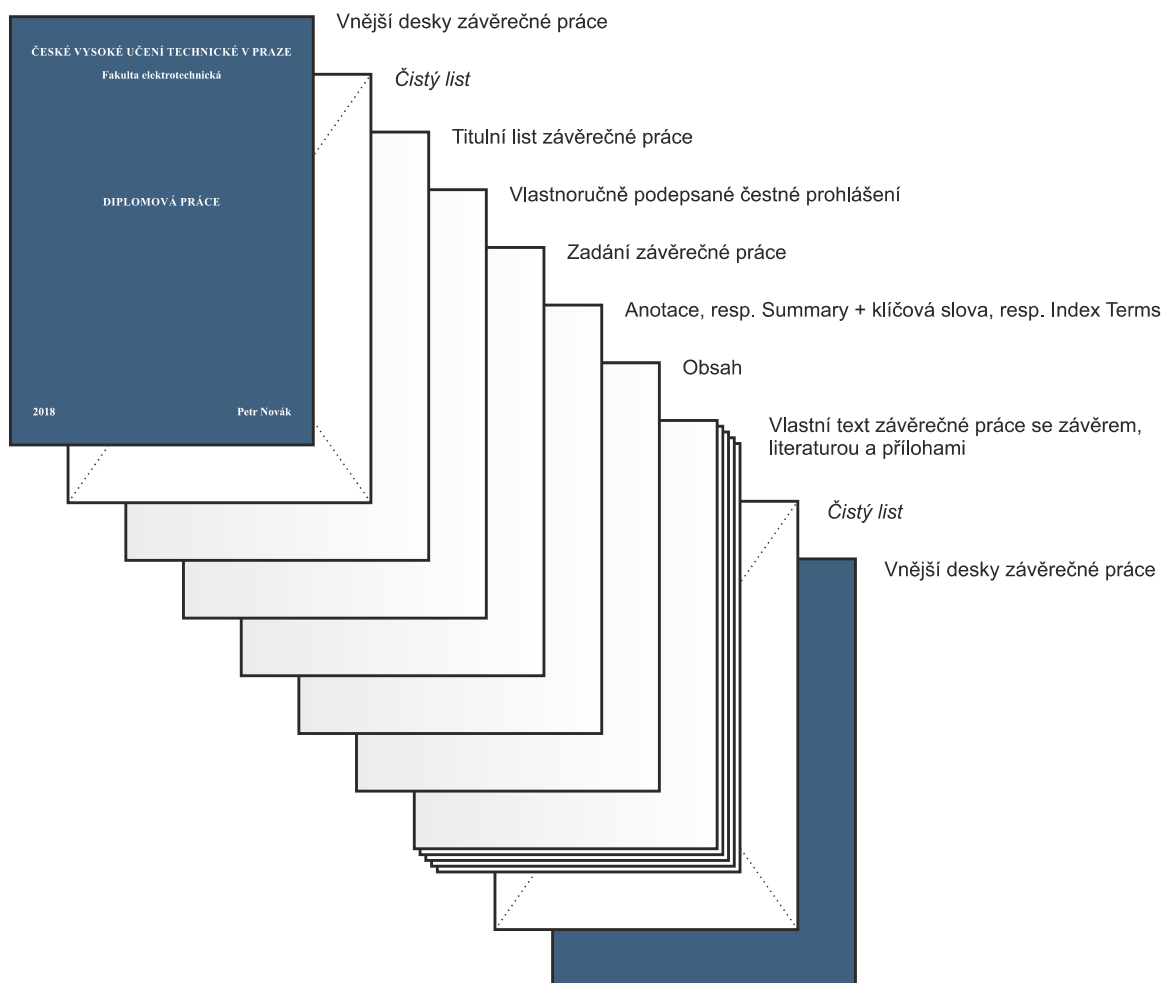 Vnější desky závěrečné práce
ČESKÉ VYSOKÉ UČENÍ TECHNICKÉ V PRAZE
Fakulta elektrotechnická
Čistý list
Titulní list závěrečné práce
Vlastnoručně podepsané čestné prohlášení
DIPLOMOVÁ PRÁCE
Zadání závěrečné práce
Anotace, resp. Summary + klíčová slova, resp. Index Terms
Obsah
2018 Petr Novák
Vlastní text závěrečné práce se závěrem,
literaturou a přílohami
Čistý list
Vnější desky závěrečné práce